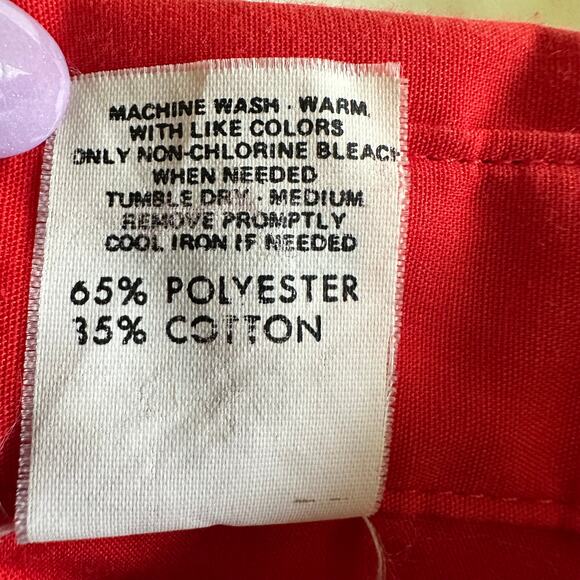 MACHINE WASH · WARM
WITH LIKE COLORS
ONLY NON-CHLORINE BLEACH
WHEN NEEDED
TUMBLE DRY · MEDIUM
REMOVE PROMPTLY
COOL IRON IF NEEDED
65% POLYESTER
35% COTTON